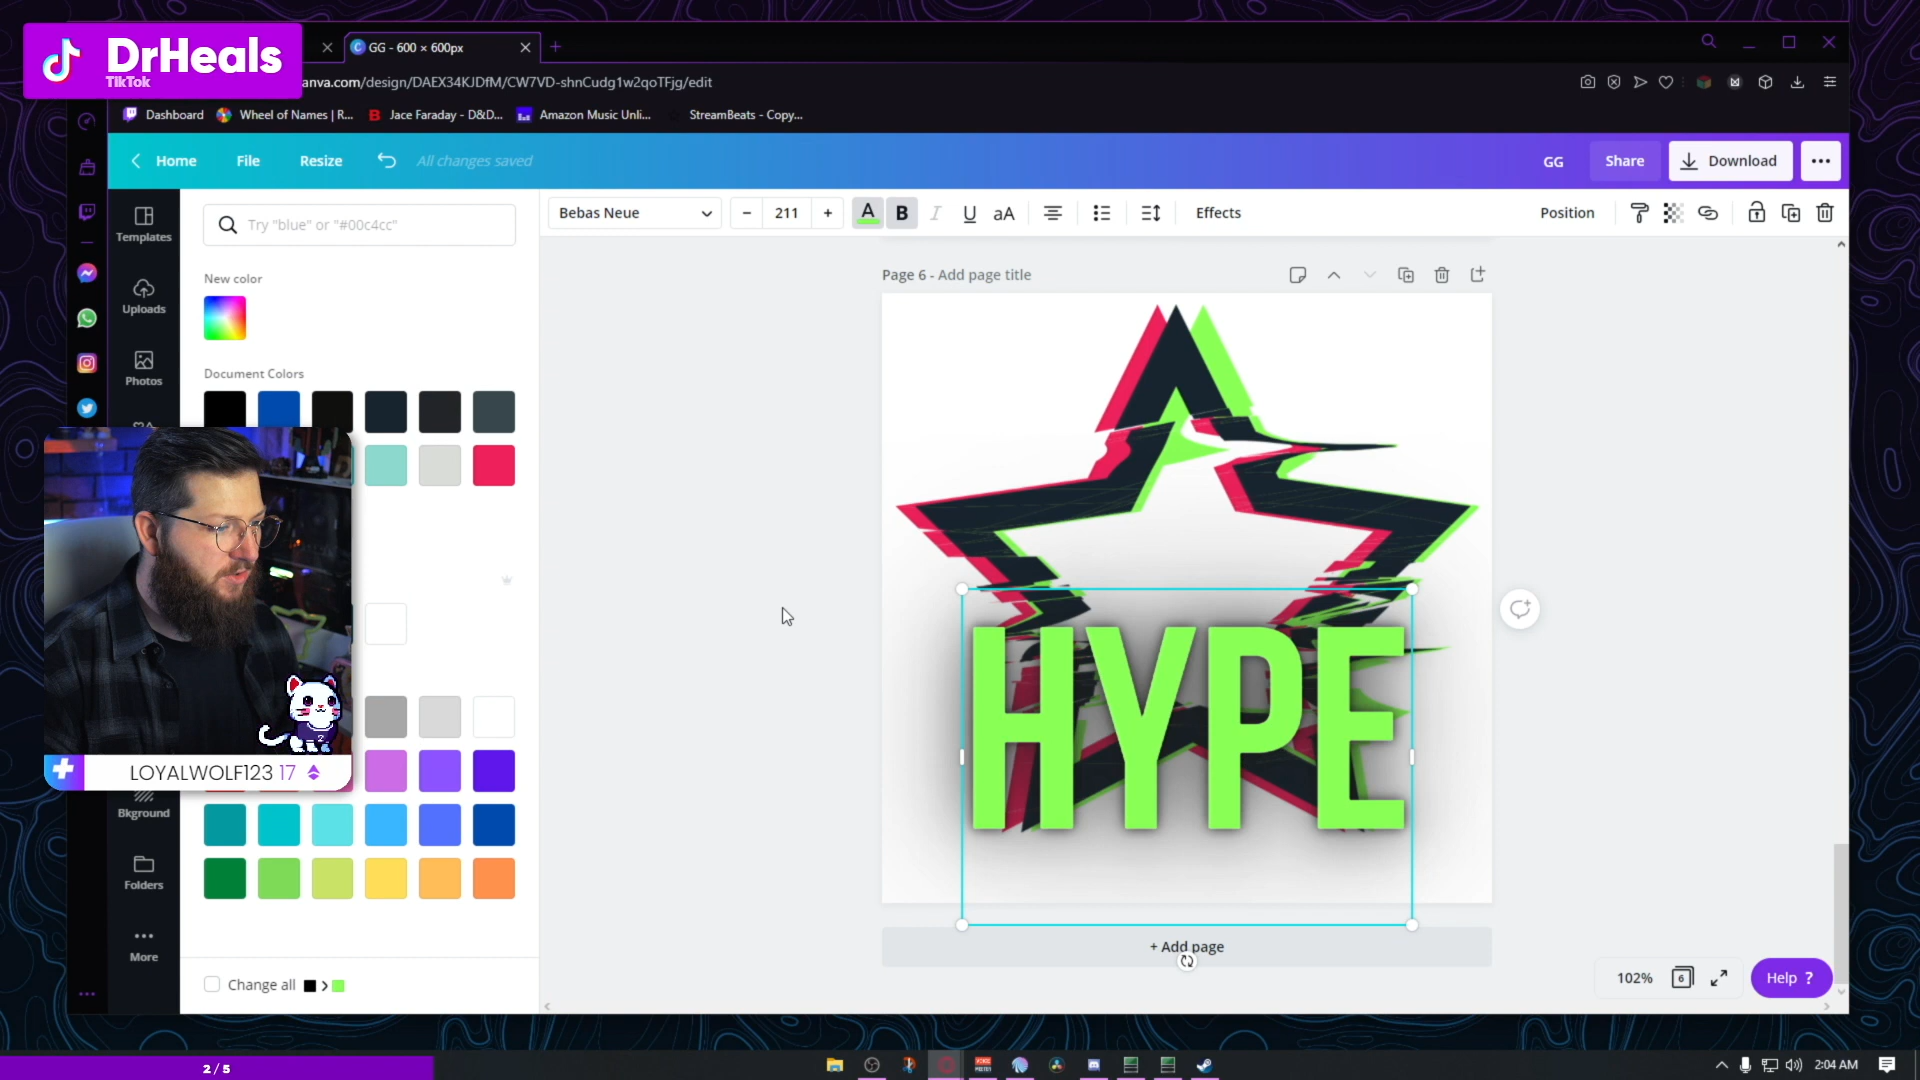 DrHeals
TikTok
GG - 600 × 600px
anva.com/design/DAEX34KJDfM/CW7VD-shnCudg1w2qoTFjg/edit
Dashboard
Wheel of Names | R...
Jace Faraday - D&D...
Amazon Music Unli...
StreamBeats - Copy...
Home
File
Resize
All changes saved
GG
Share
Download
Templates
Uploads
Photos
Bkground
Folders
More
Try "blue" or "#00c4cc"
New color
Document Colors
Change all
Bebas Neue
211
A
B
I
U
aA
Effects
Position
Page 6 - Add page title
HYPE
+ Add page
102%
6
Help ?
LOYALWOLF123 17
2 / 5
2:04 AM